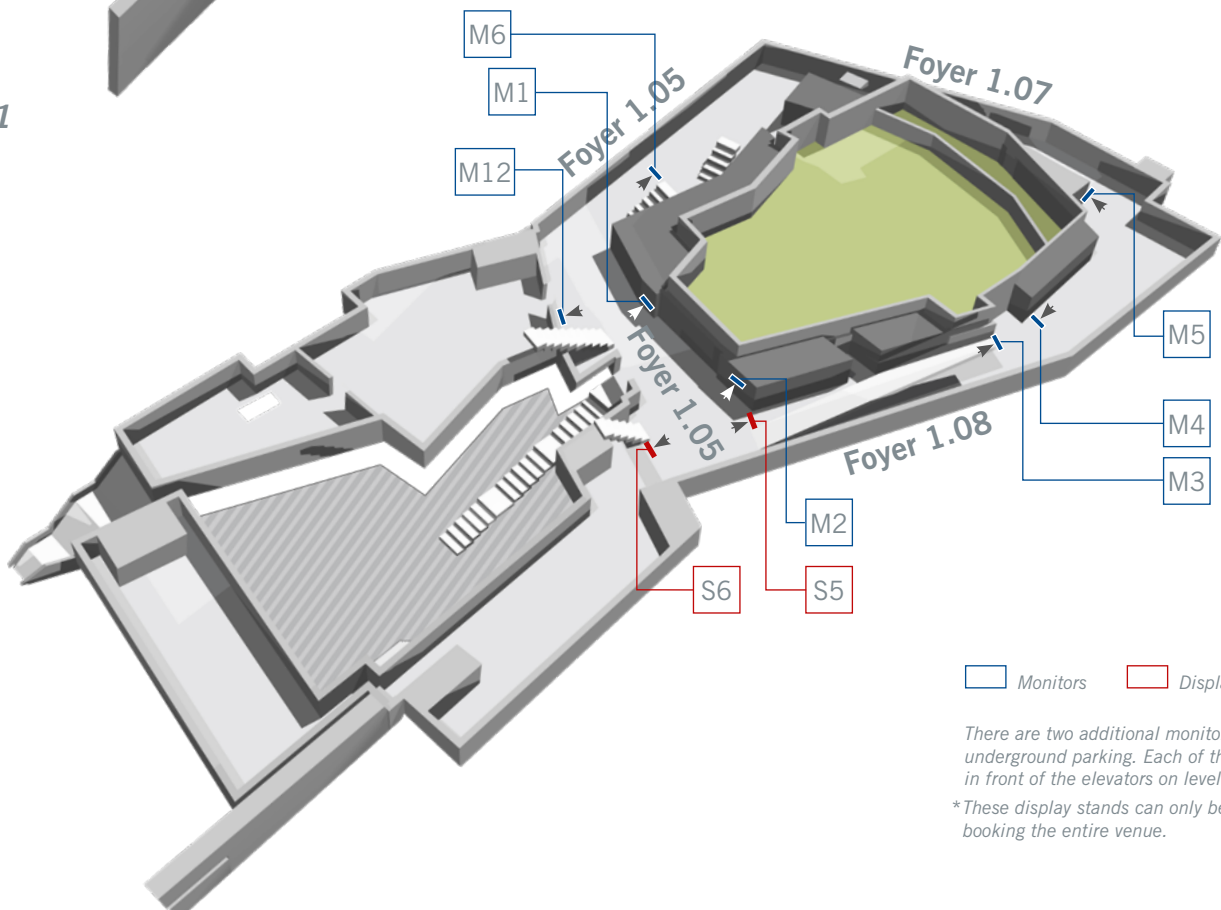 1
M6
M1
M12
Foyer 1.05
Foyer 1.07
Foyer 1.05
Foyer 1.08
M5
M4
M3
M2
S6
S5
Monitors
There are two additional
underground parking. Each of
in front of the elevators on level
*These display stands can only be
booking the entire venue.